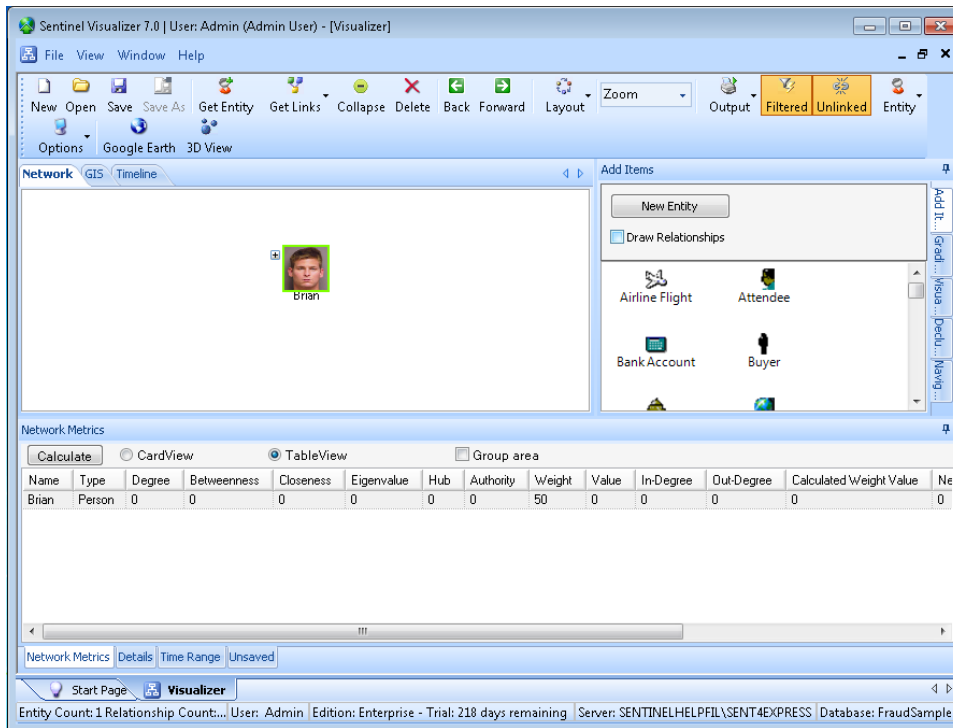 Sentinel Visualizer 7.0 | User: Admin (Admin User) - [Visualizer]
File View Window Help
New Open Save Save As Get Entity Get Links Collapse Delete Back Forward Layout Zoom Output Filtered Unlinked Entity
Options Google Earth 3D View
Network GIS Timeline
Add Items
New Entity
Draw Relationships
Brian
Airline Flight Attendee
Bank Account Buyer
Add It...
Gradi...
Visua...
Declu...
Navig...
Network Metrics
Calculate CardView TableView Group area
Name Type Degree Betweenness Closeness Eigenvalue Hub Authority Weight Value In-Degree Out-Degree Calculated Weight Value Ne
Brian Person 0 0 0 0 0 0 50 0 0 0 0 0
Network Metrics Details Time Range Unsaved
Start Page Visualizer
Entity Count: 1 Relationship Count:... User: Admin Edition: Enterprise - Trial: 218 days remaining Server: SENTINELHELPFIL\SENT4EXPRESS Database: FraudSample